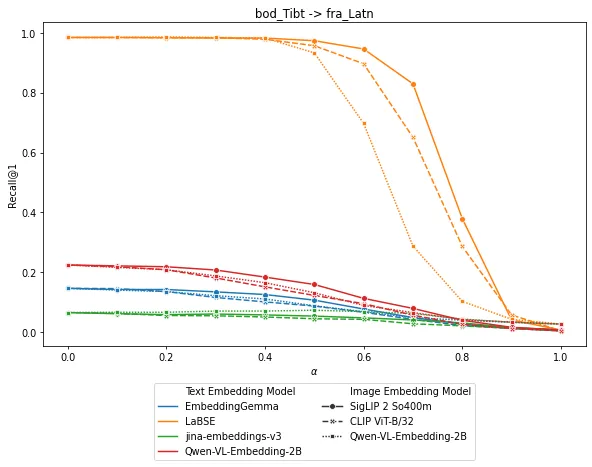 bod_Tibt -> fra_Latn
Recall@1
1.0
0.8
0.6
0.4
0.2
0.0
0.0 0.2 0.4 0.6 0.8 1.0
α
Text Embedding Model Image Embedding Model
EmbeddingGemma SigLIP 2 So400m
LaBSE CLIP ViT-B/32
jina-embeddings-v3 Qwen-VL-Embedding-2B
Qwen-VL-Embedding-2B